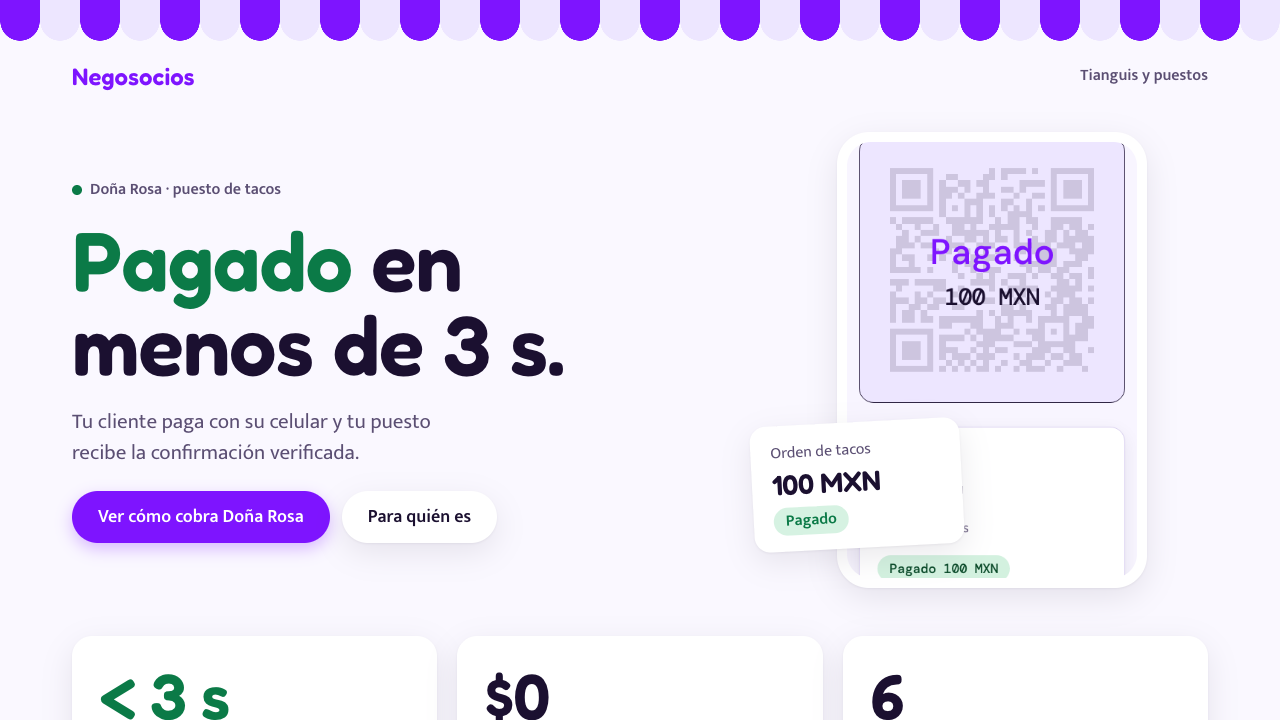 Negosocios
Tianguis y puestos
Doña Rosa · puesto de tacos
Pagado en
menos de 3 s.
Tu cliente paga con su celular y tu puesto
recibe la confirmación verificada.
Ver cómo cobra Doña Rosa
Para quién es
Pagado
100 MXN
Orden de tacos
100 MXN
Pagado
s
Pagado 100 MXN
< 3 s
$0
6